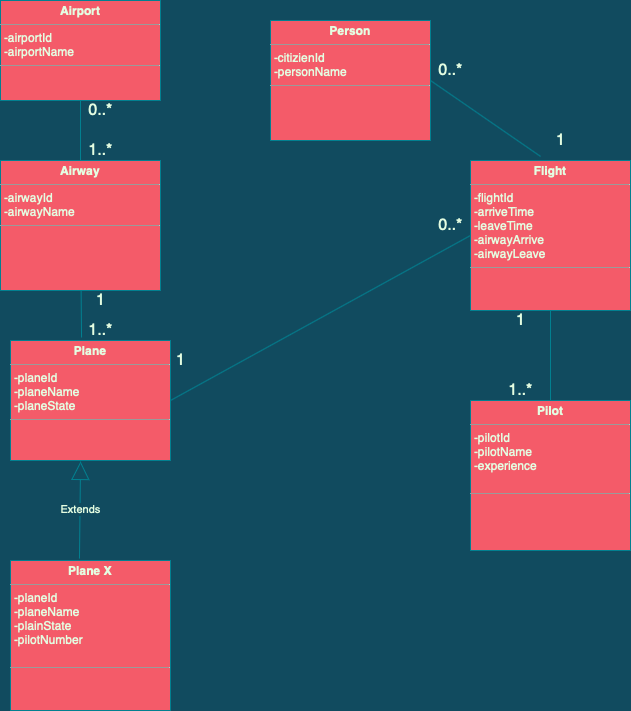 Airport
-airportId
-airportName
0..*
1..*
Airway
-airwayId
-airwayName
1
1..*
Plane
-planeId
-planeName
-planeState
1
Extends
Plane X
-planeId
-planeName
-plainState
-pilotNumber
Person
-citizienId
-personName
0..*
1
Flight
-flightId
-arriveTime
-leaveTime
-airwayArrive
-airwayLeave
0..*
1
1..*
Pilot
-pilotId
-pilotName
-experience